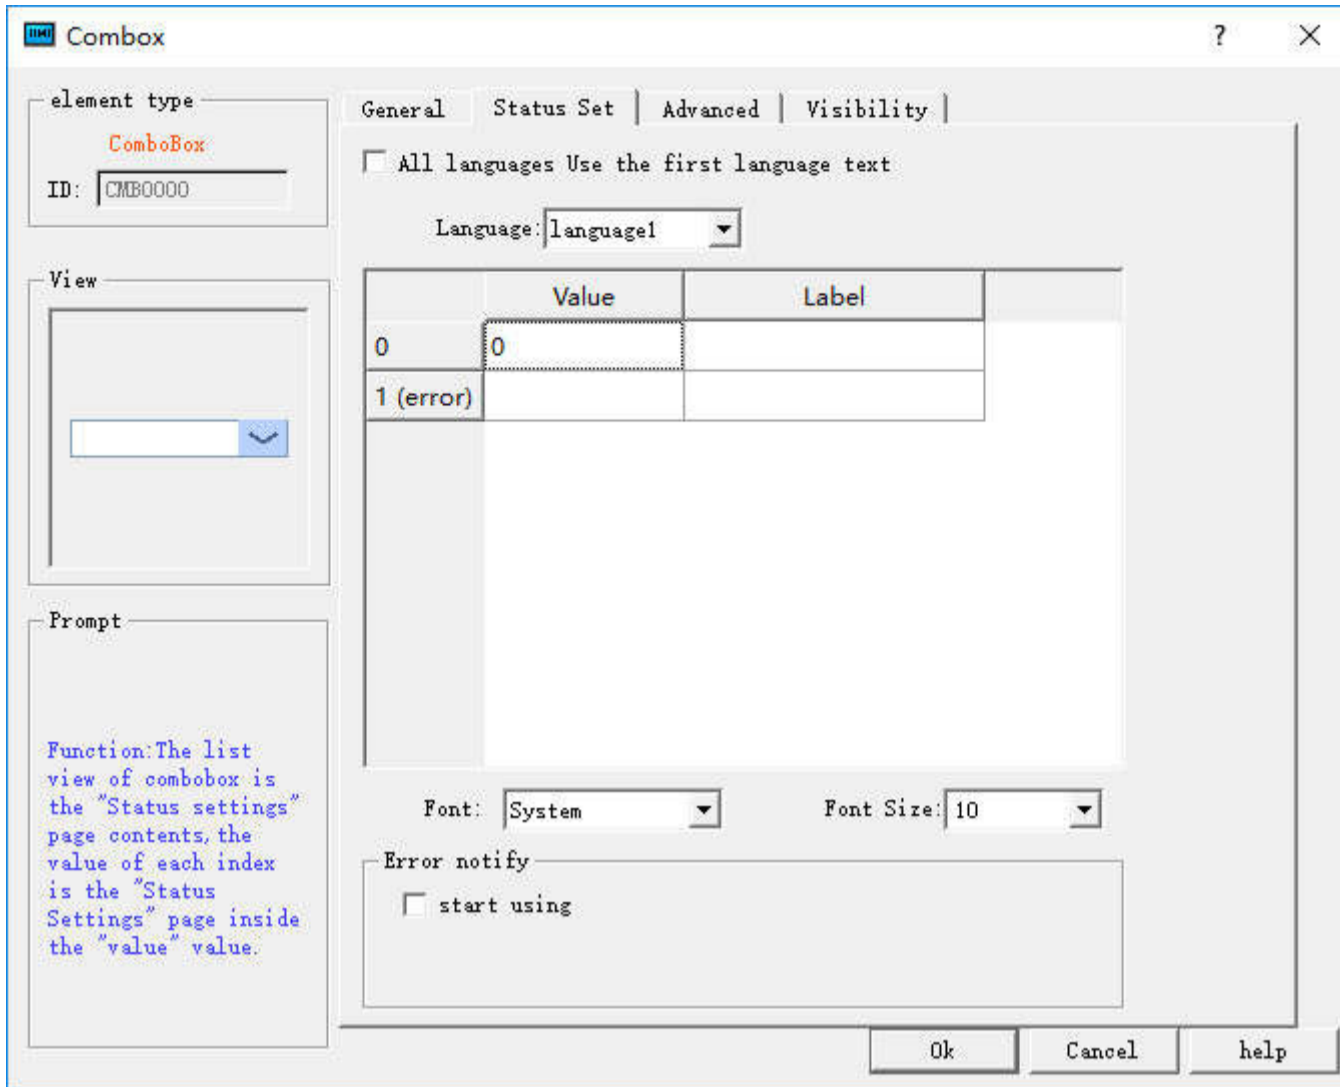 Combox
?
element type
ComboBox
ID: CMB0000
View
Prompt
Function:The list
view of combobox is
the "Status settings"
page contents, the
value of each index
is the "Status
Settings" page inside
the "value" value.
General Status Set Advanced Visibility
All languages Use the first language text
Language: language1
Value Label
0 0
1 (error)
Font: System Font Size: 10
Error notify
start using
Ok Cancel help